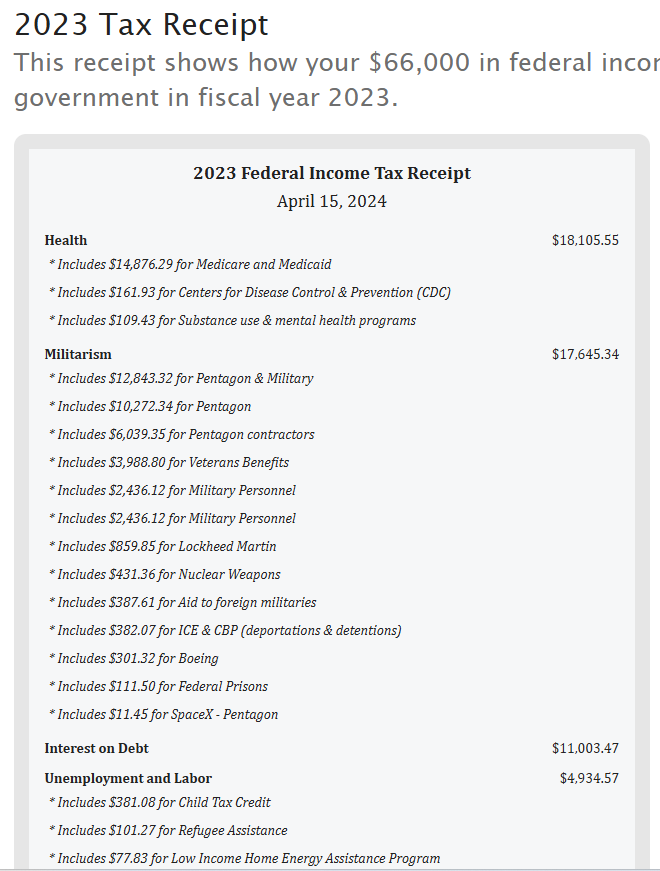 2023 Tax Receipt
This receipt shows how your $66,000 in federal
government in fiscal year 2023.
2023 Federal Income Tax Receipt
April 15, 2024
Health $18,105.55
* Includes $14,876.29 for Medicare and Medicaid
* Includes $161.93 for Centers for Disease Control & Prevention (CDC)
* Includes $109.43 for Substance use & mental health programs
Militarism $17,645.34
* Includes $12,843.32 for Pentagon & Military
* Includes $10,272.34 for Pentagon
* Includes $6,039.35 for Pentagon contractors
* Includes $3,988.80 for Veterans Benefits
* Includes $2,436.12 for Military Personnel
* Includes $2,436.12 for Military Personnel
* Includes $859.85 for Lockheed Martin
* Includes $431.36 for Nuclear Weapons
* Includes $387.61 for Aid to foreign militaries
* Includes $382.07 for ICE & CBP (deportations & detentions)
* Includes $301.32 for Boeing
* Includes $111.50 for Federal Prisons
* Includes $11.45 for SpaceX - Pentagon
Interest on Debt $11,003.47
Unemployment and Labor $4,934.57
* Includes $381.08 for Child Tax Credit
* Includes $101.27 for Refugee Assistance
* Includes $77.83 for Low Income Home Energy Assistance Program